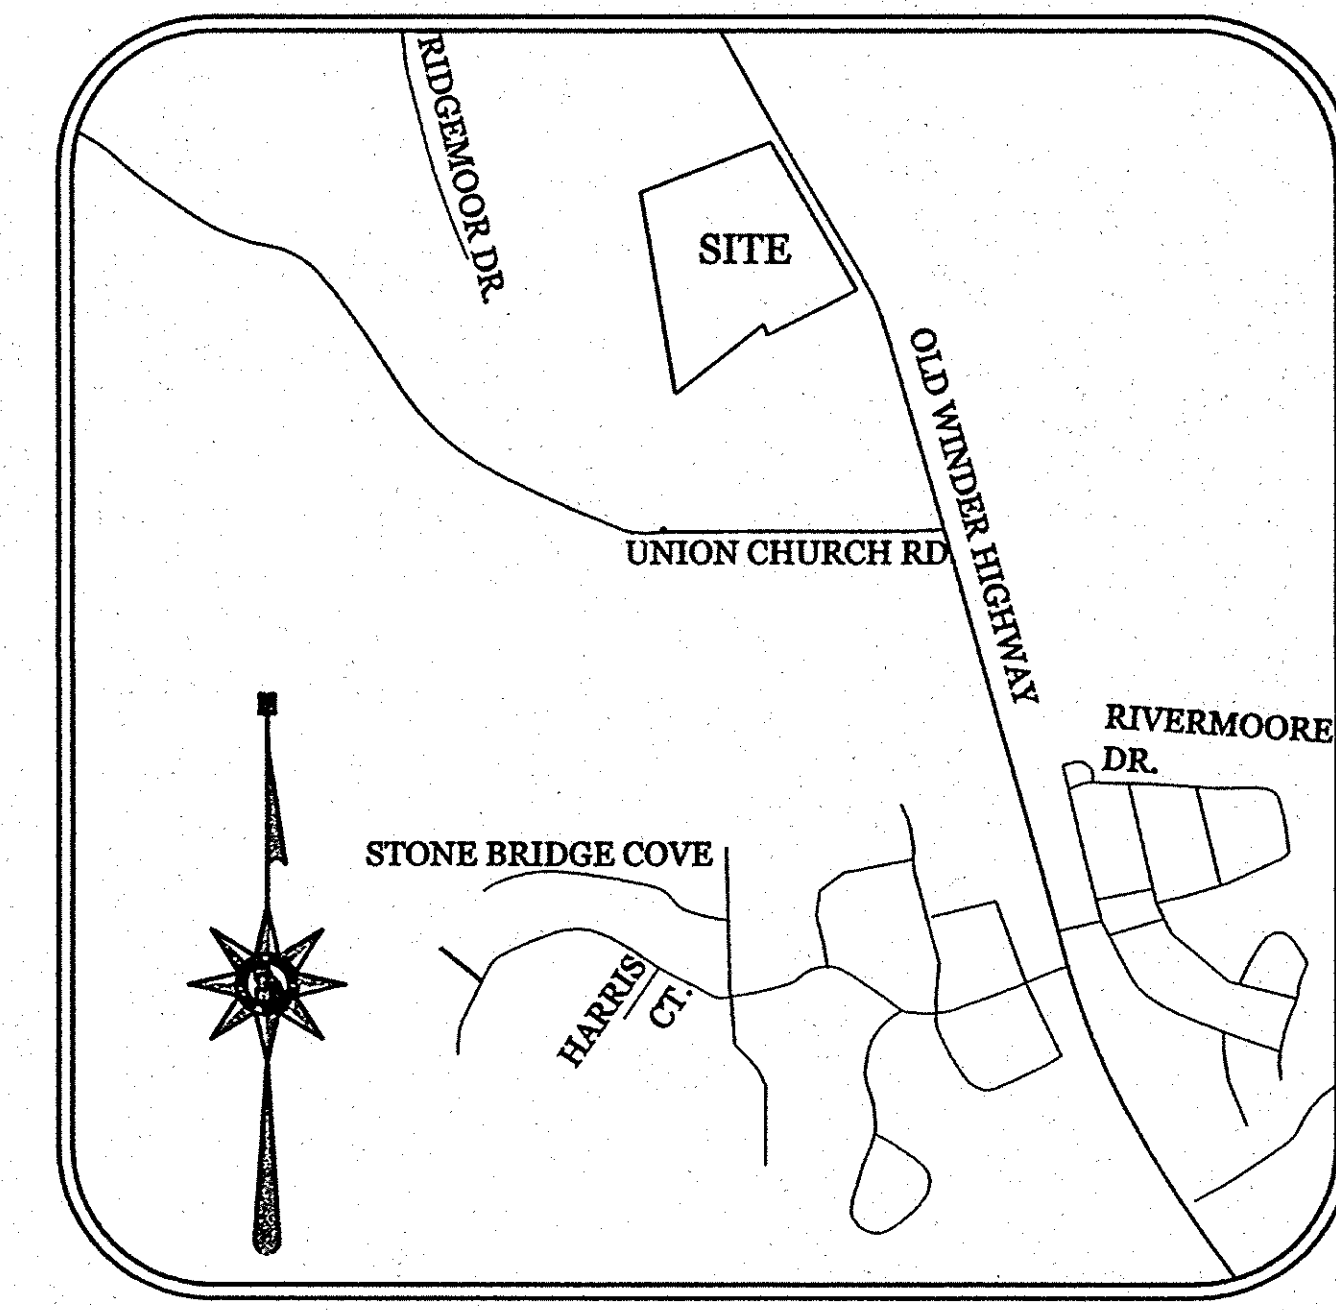 RIDGEMOOR DR.
SITE
OLD WINDER HIGHWAY
UNION CHURCH RD.
RIVERMOORE
DR.
STONE BRIDGE COVE
HARRIS
CT.